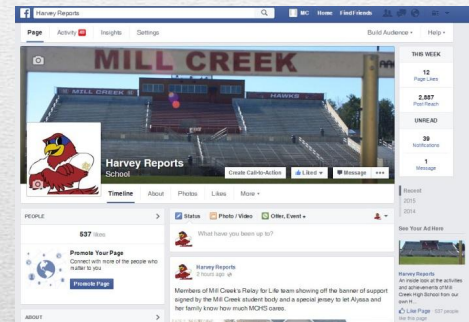 Harvey Reports
MC Home Find Friends
Page Activity Insights Settings Build Audience Help
MILL CREEK
MILL CREEK HAWKS
Harvey Reports
School
Create Call-to-Action Liked Message
Timeline About Photos Likes More
THIS WEEK
12
Page Likes
2,887
Post Reach
UNREAD
39
Notifications
1
Message
Recent
2015
2014
See Your Ad Here
Harvey Reports
An inside look at the activities
and achievements of Mill
Creek High School from our
own H...
Like Page 537 people
like this page
PEOPLE
537 likes
Promote Your Page
Connect with more of the people who
matter to you
Promote Page
ABOUT
Status Photo / Video Offer, Event
What have you been up to?
Harvey Reports
2 hours ago
Members of Mill Creek's Relay for Life team showing off the banner of support
signed by the Mill Creek student body and a special jersey to let Alyssa and
her family know how much MCHS cares.